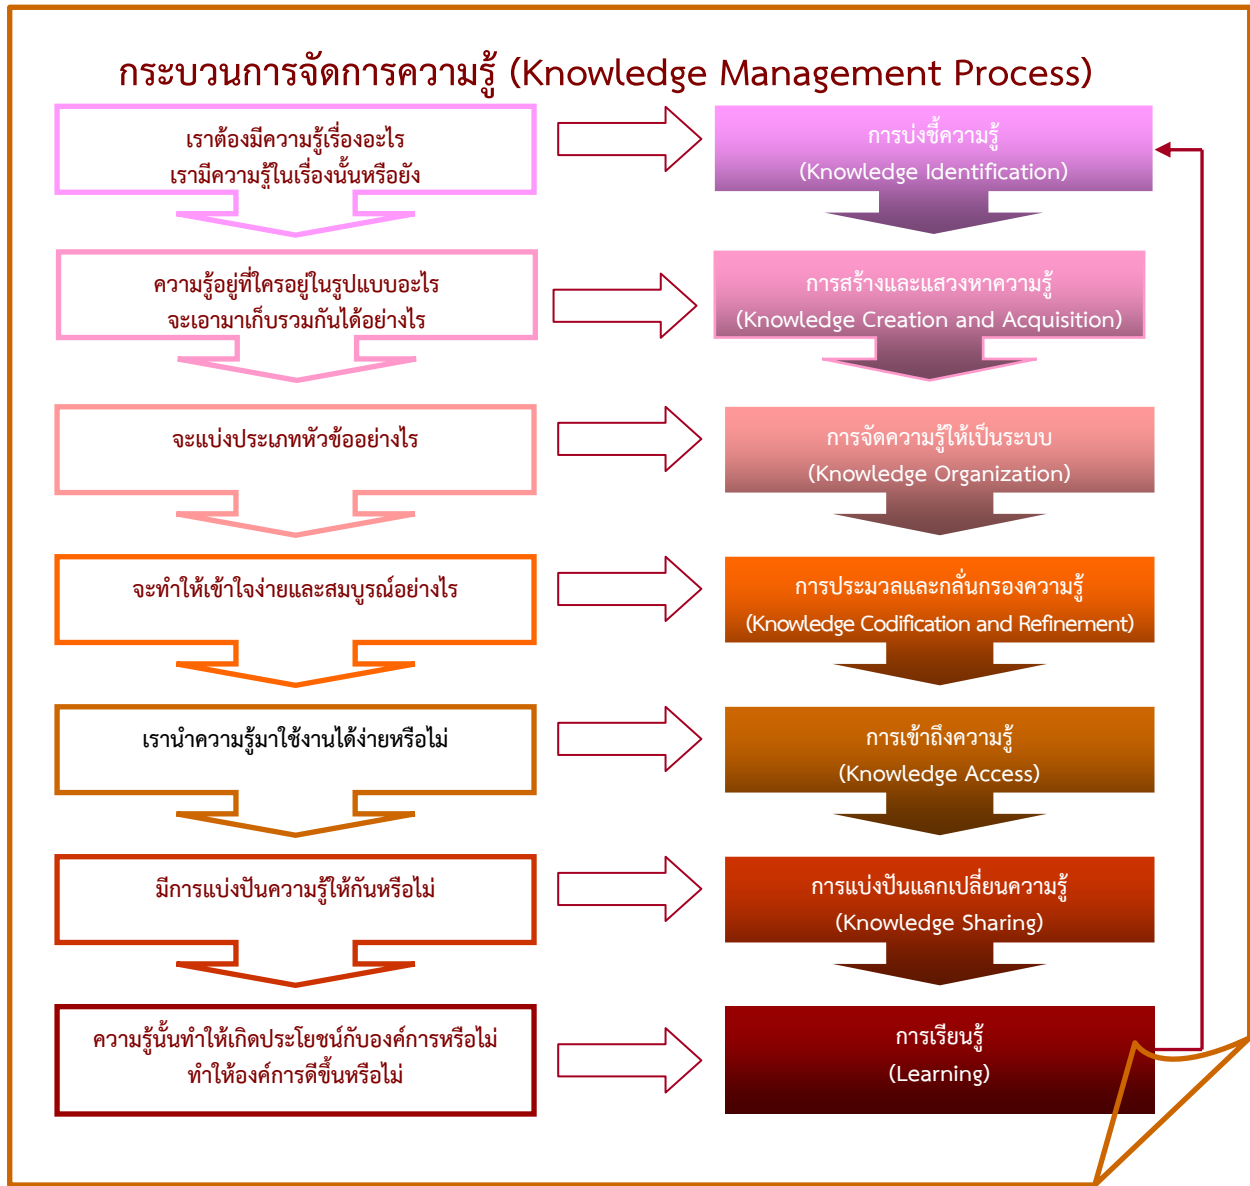 กระบวนการจัดการความรู้ (Knowledge Management Process)
เราต้องมีความรู้เรื่องอะไร
เรามีความรู้ในเรื่องนั้นหรือยัง
การบ่งชี้ความรู้
(Knowledge Identification)
ความรู้อยู่ที่ใครอยู่ในรูปแบบอะไร
จะเอามาเก็บรวมกันได้อย่างไร
การสร้างและแสวงหาความรู้
(Knowledge Creation and Acquisition)
จะแบ่งประเภทหัวข้ออย่างไร
การจัดความรู้ให้เป็นระบบ
(Knowledge Organization)
จะทำให้เข้าใจง่ายและสมบูรณ์อย่างไร
การประมวลและกลั่นกรองความรู้
(Knowledge Codification and Refinement)
เรานำความรู้มาใช้งานได้ง่ายหรือไม่
การเข้าถึงความรู้
(Knowledge Access)
มีการแบ่งปันความรู้ให้กันหรือไม่
การแบ่งปันแลกเปลี่ยนความรู้
(Knowledge Sharing)
ความรู้นั้นทำให้เกิดประโยชน์กับองค์การหรือไม่
ทำให้องค์การดีขึ้นหรือไม่
การเรียนรู้
(Learning)